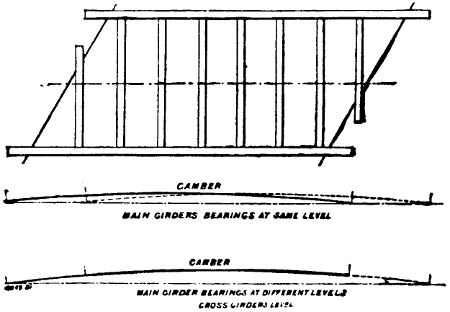 CAMBER
MAIN GIRDERS BEARINGS AT SAME LEVEL
CAMBER
MAIN GIRDER BEARINGS AT DIFFERENT LEVELS
CROSS GIRDERS LEVEL